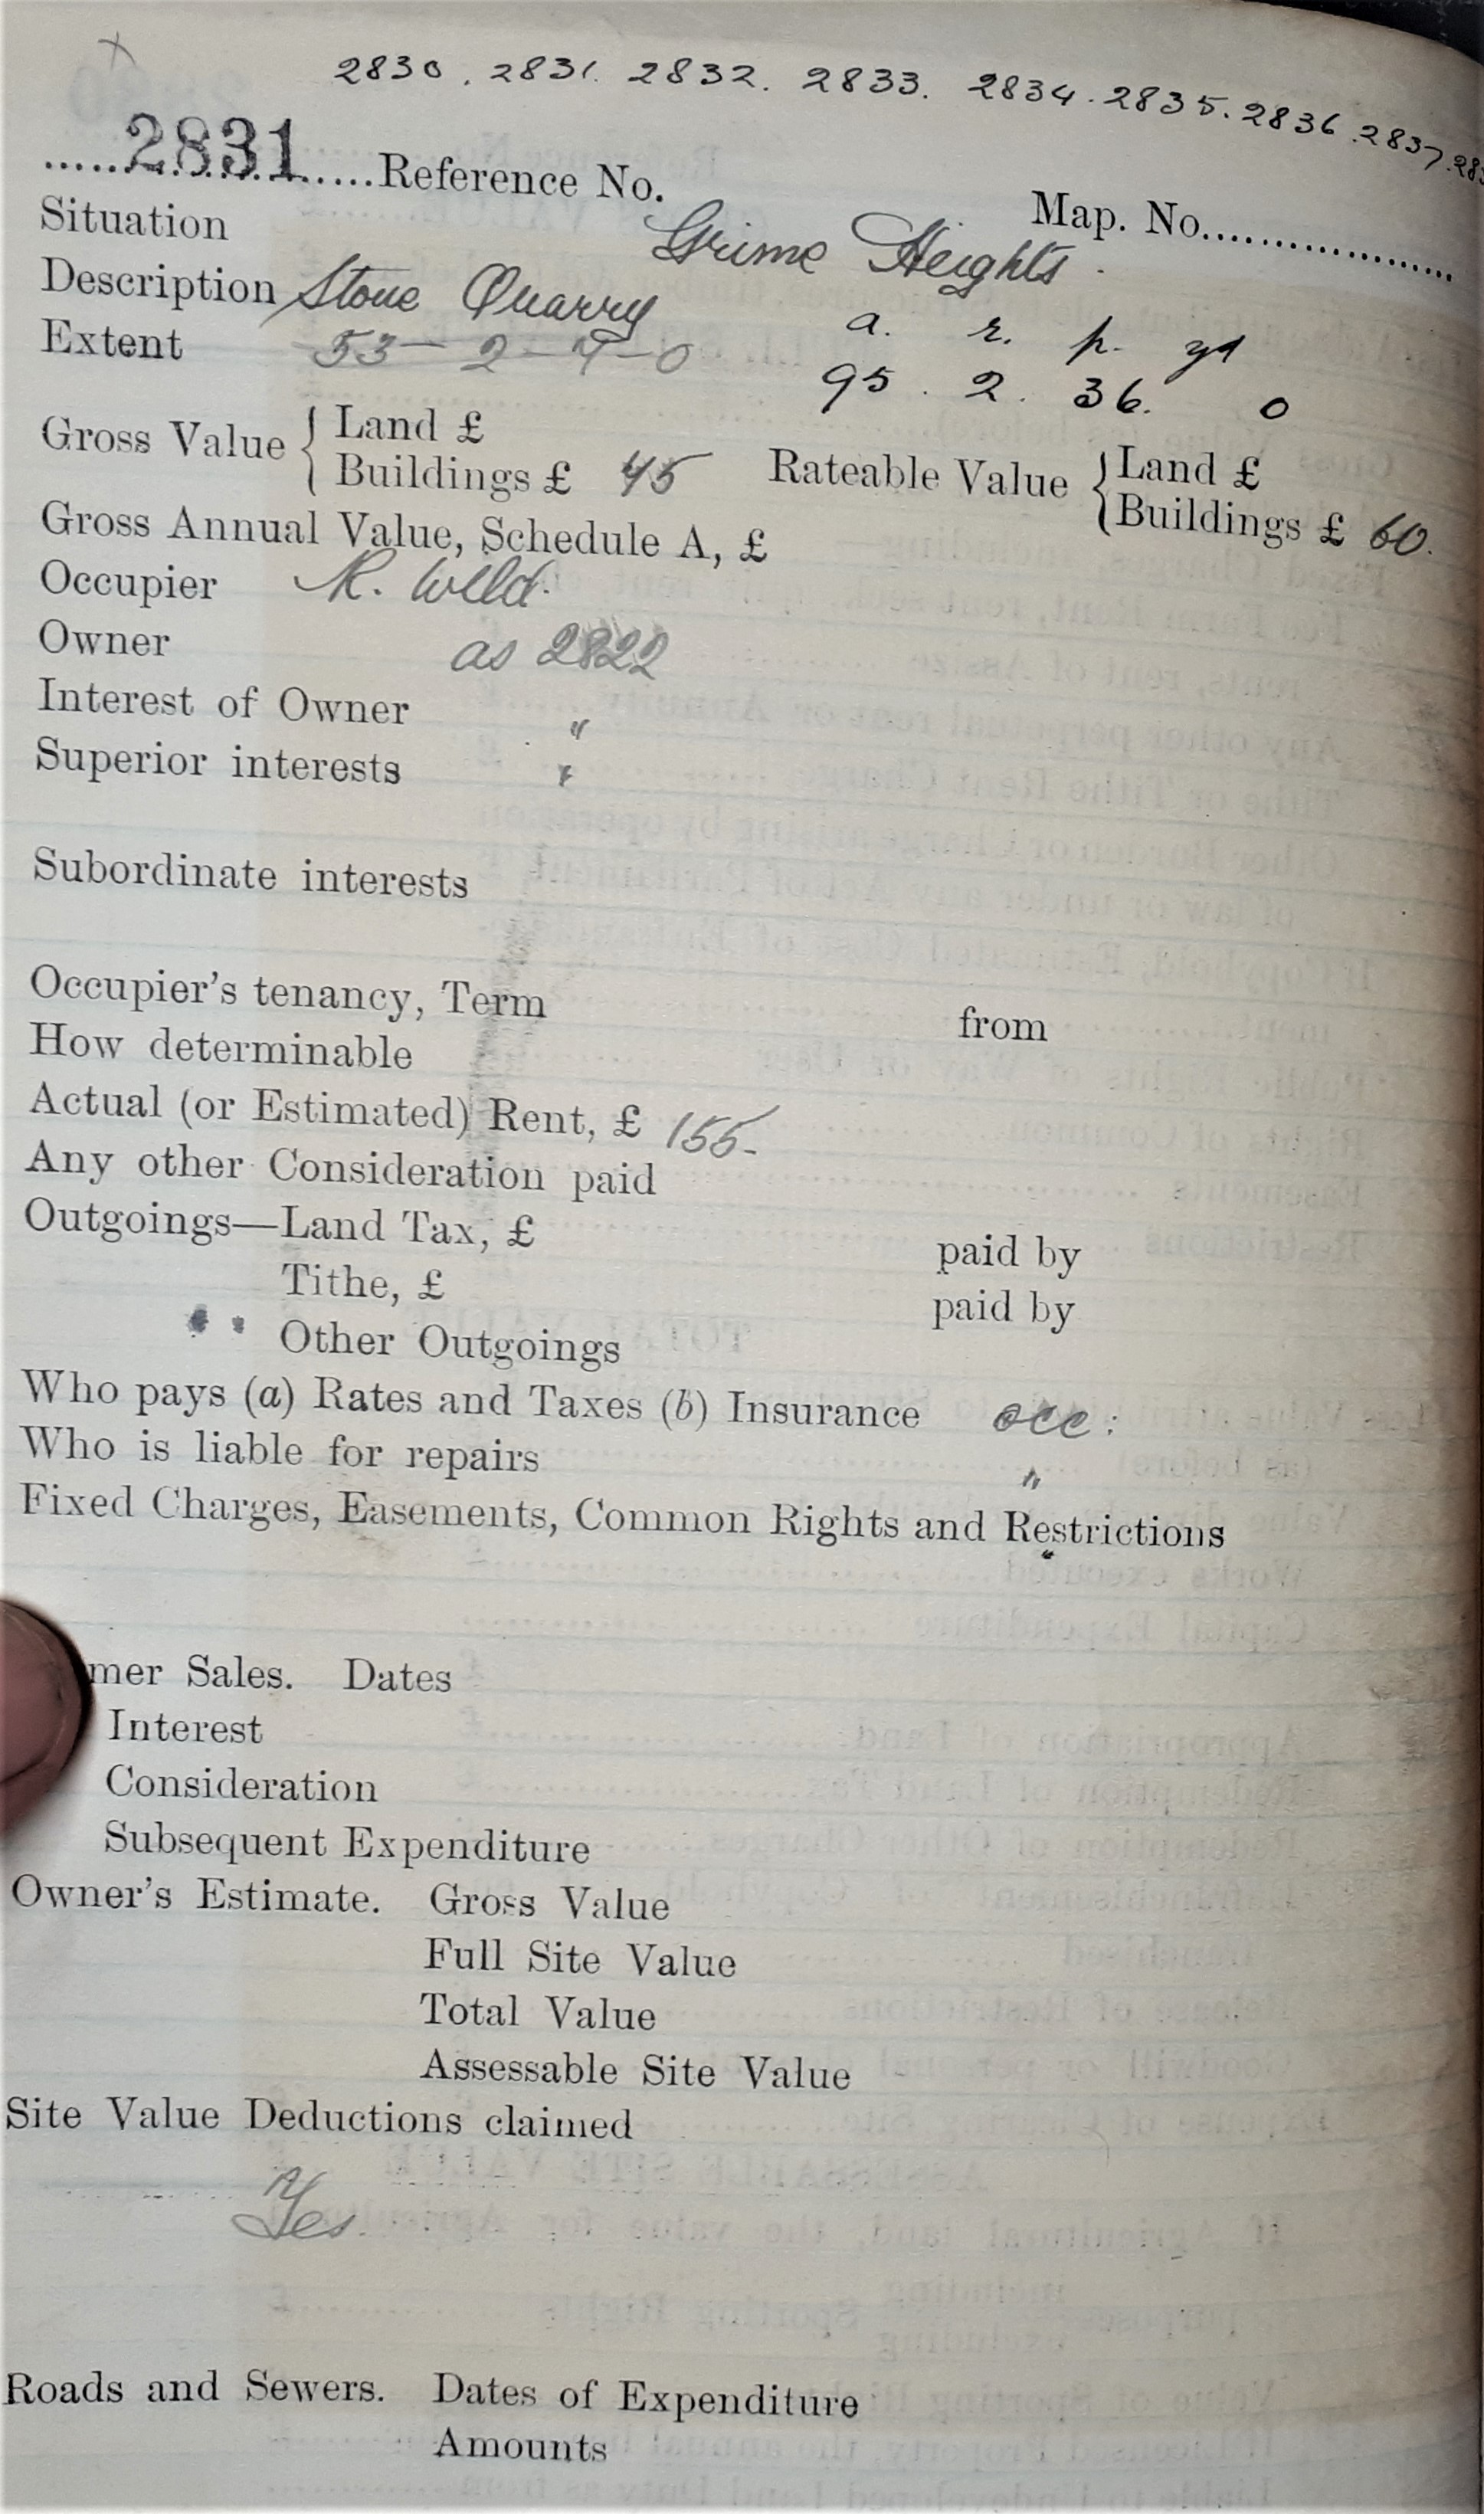 2830 . 2831. 2832. 2833. 2834. 2835. 2836. 2837. 283
2831 Reference No. Map. No.
Situation Grime Heights.
Description Stone Quarry a. r. p. yd
Extent 53 - 2 - 7 - 0 95 . 2 . 36. 0
Gross Value { Land £ Rateable Value { Land £
Buildings £ 45 Buildings £ 60.
Gross Annual Value, Schedule A, £
Occupier R. Wild.
Owner as 2822
Interest of Owner "
Superior interests "
Subordinate interests
Occupier's tenancy, Term from
How determinable
Actual (or Estimated) Rent, £ 155-
Any other Consideration paid
Outgoings—Land Tax, £ paid by
Tithe, £ paid by
Other Outgoings
Who pays (a) Rates and Taxes (b) Insurance occ:
Who is liable for repairs "
Fixed Charges, Easements, Common Rights and Restrictions
mer Sales. Dates
Interest
Consideration
Subsequent Expenditure
Owner's Estimate. Gross Value
Full Site Value
Total Value
Assessable Site Value
Site Value Deductions claimed
Yes.
Roads and Sewers. Dates of Expenditure
Amounts